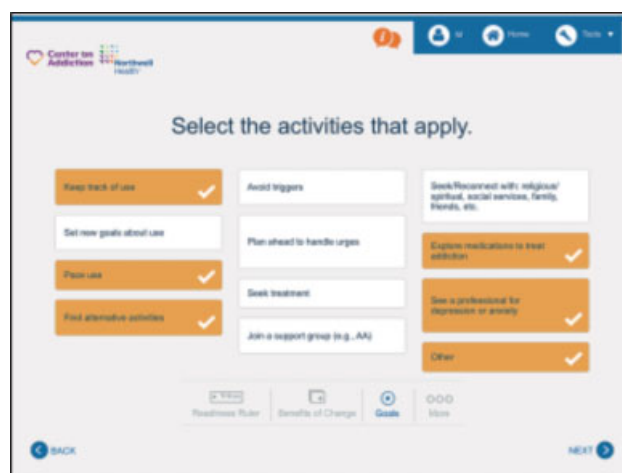 Center on
Addiction
Northwell
Health
M
Home
Tools
Select the activities that apply.
Keep track of use
Set new goals about use
Pace use
Find alternative activities
Avoid triggers
Plan ahead to handle urges
Seek treatment
Join a support group (e.g., AA)
Seek/Reconnect with: religious/
spiritual, social services, family,
friends, etc.
Explore medications to treat
addiction
See a professional for
depression or anxiety
Other
Readiness Ruler
Benefits of Change
Goals
More
BACK
NEXT